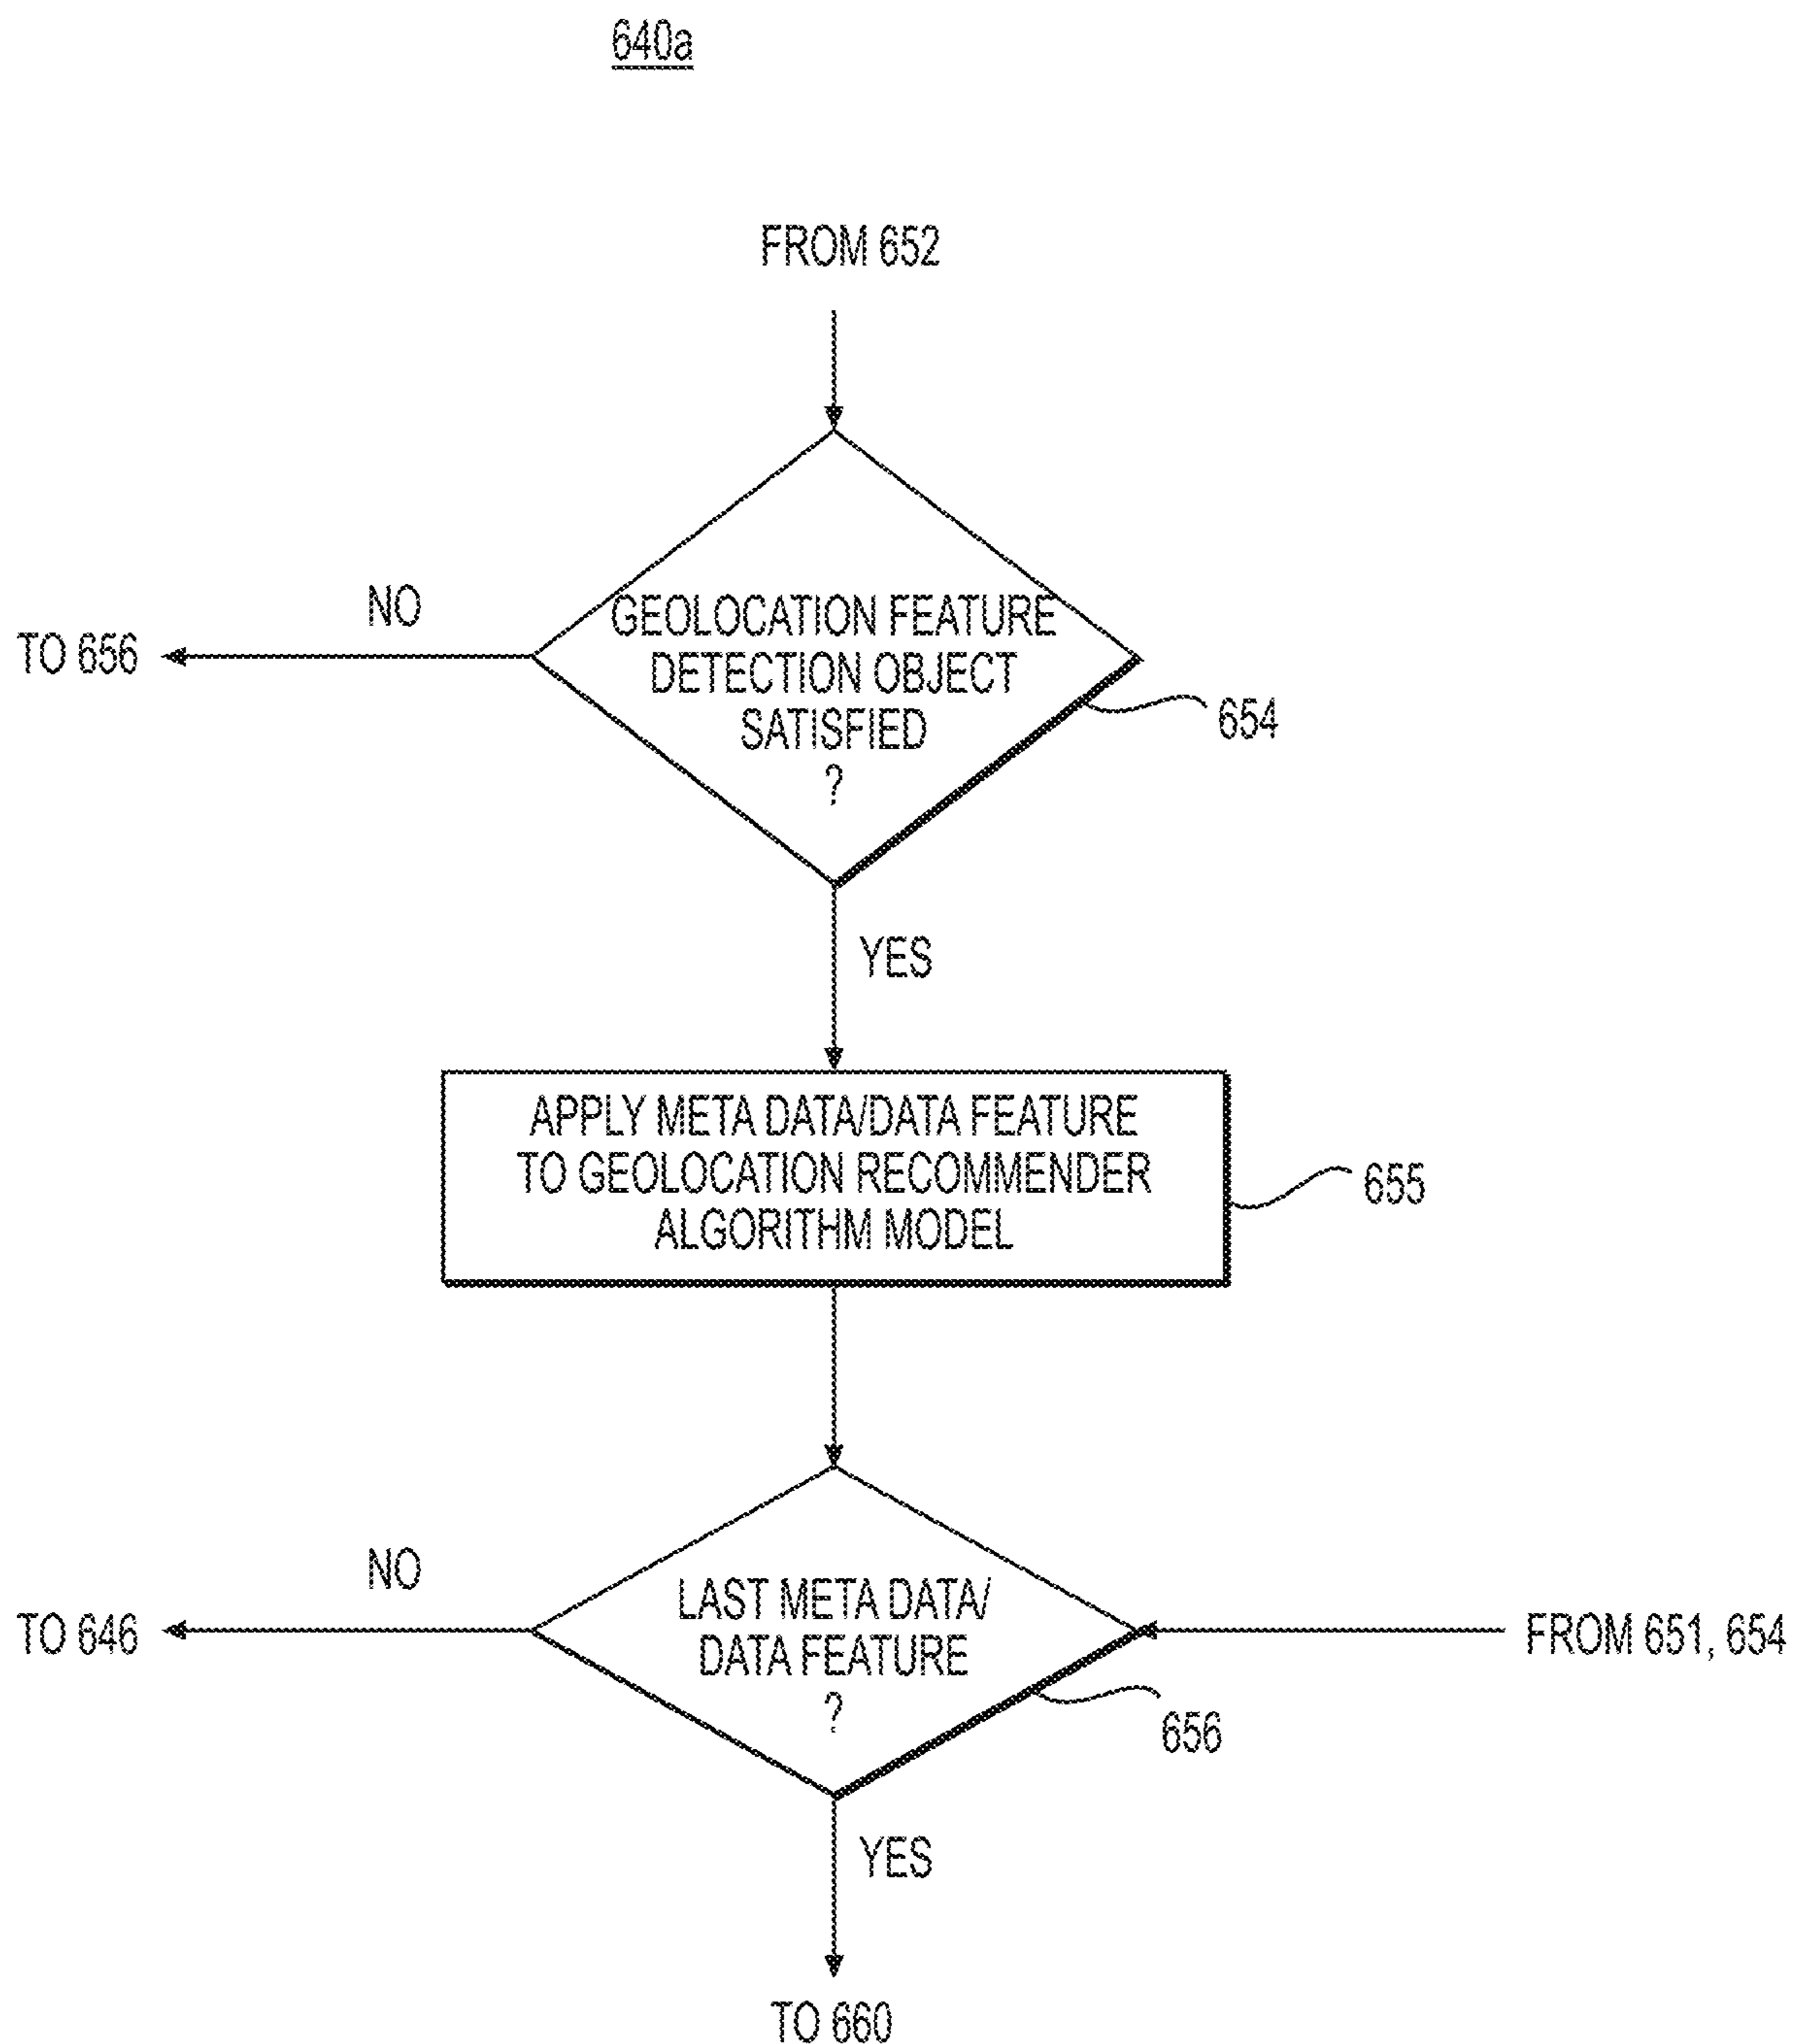 640a
FROM 652
NO
TO 656
GEOLOCATION FEATURE
DETECTION OBJECT
SATISFIED
?
654
YES
APPLY META DATA/DATA FEATURE
TO GEOLOCATION RECOMMENDER
ALGORITHM MODEL
655
NO
TO 646
LAST META DATA/
DATA FEATURE
?
FROM 651, 654
656
YES
TO 660